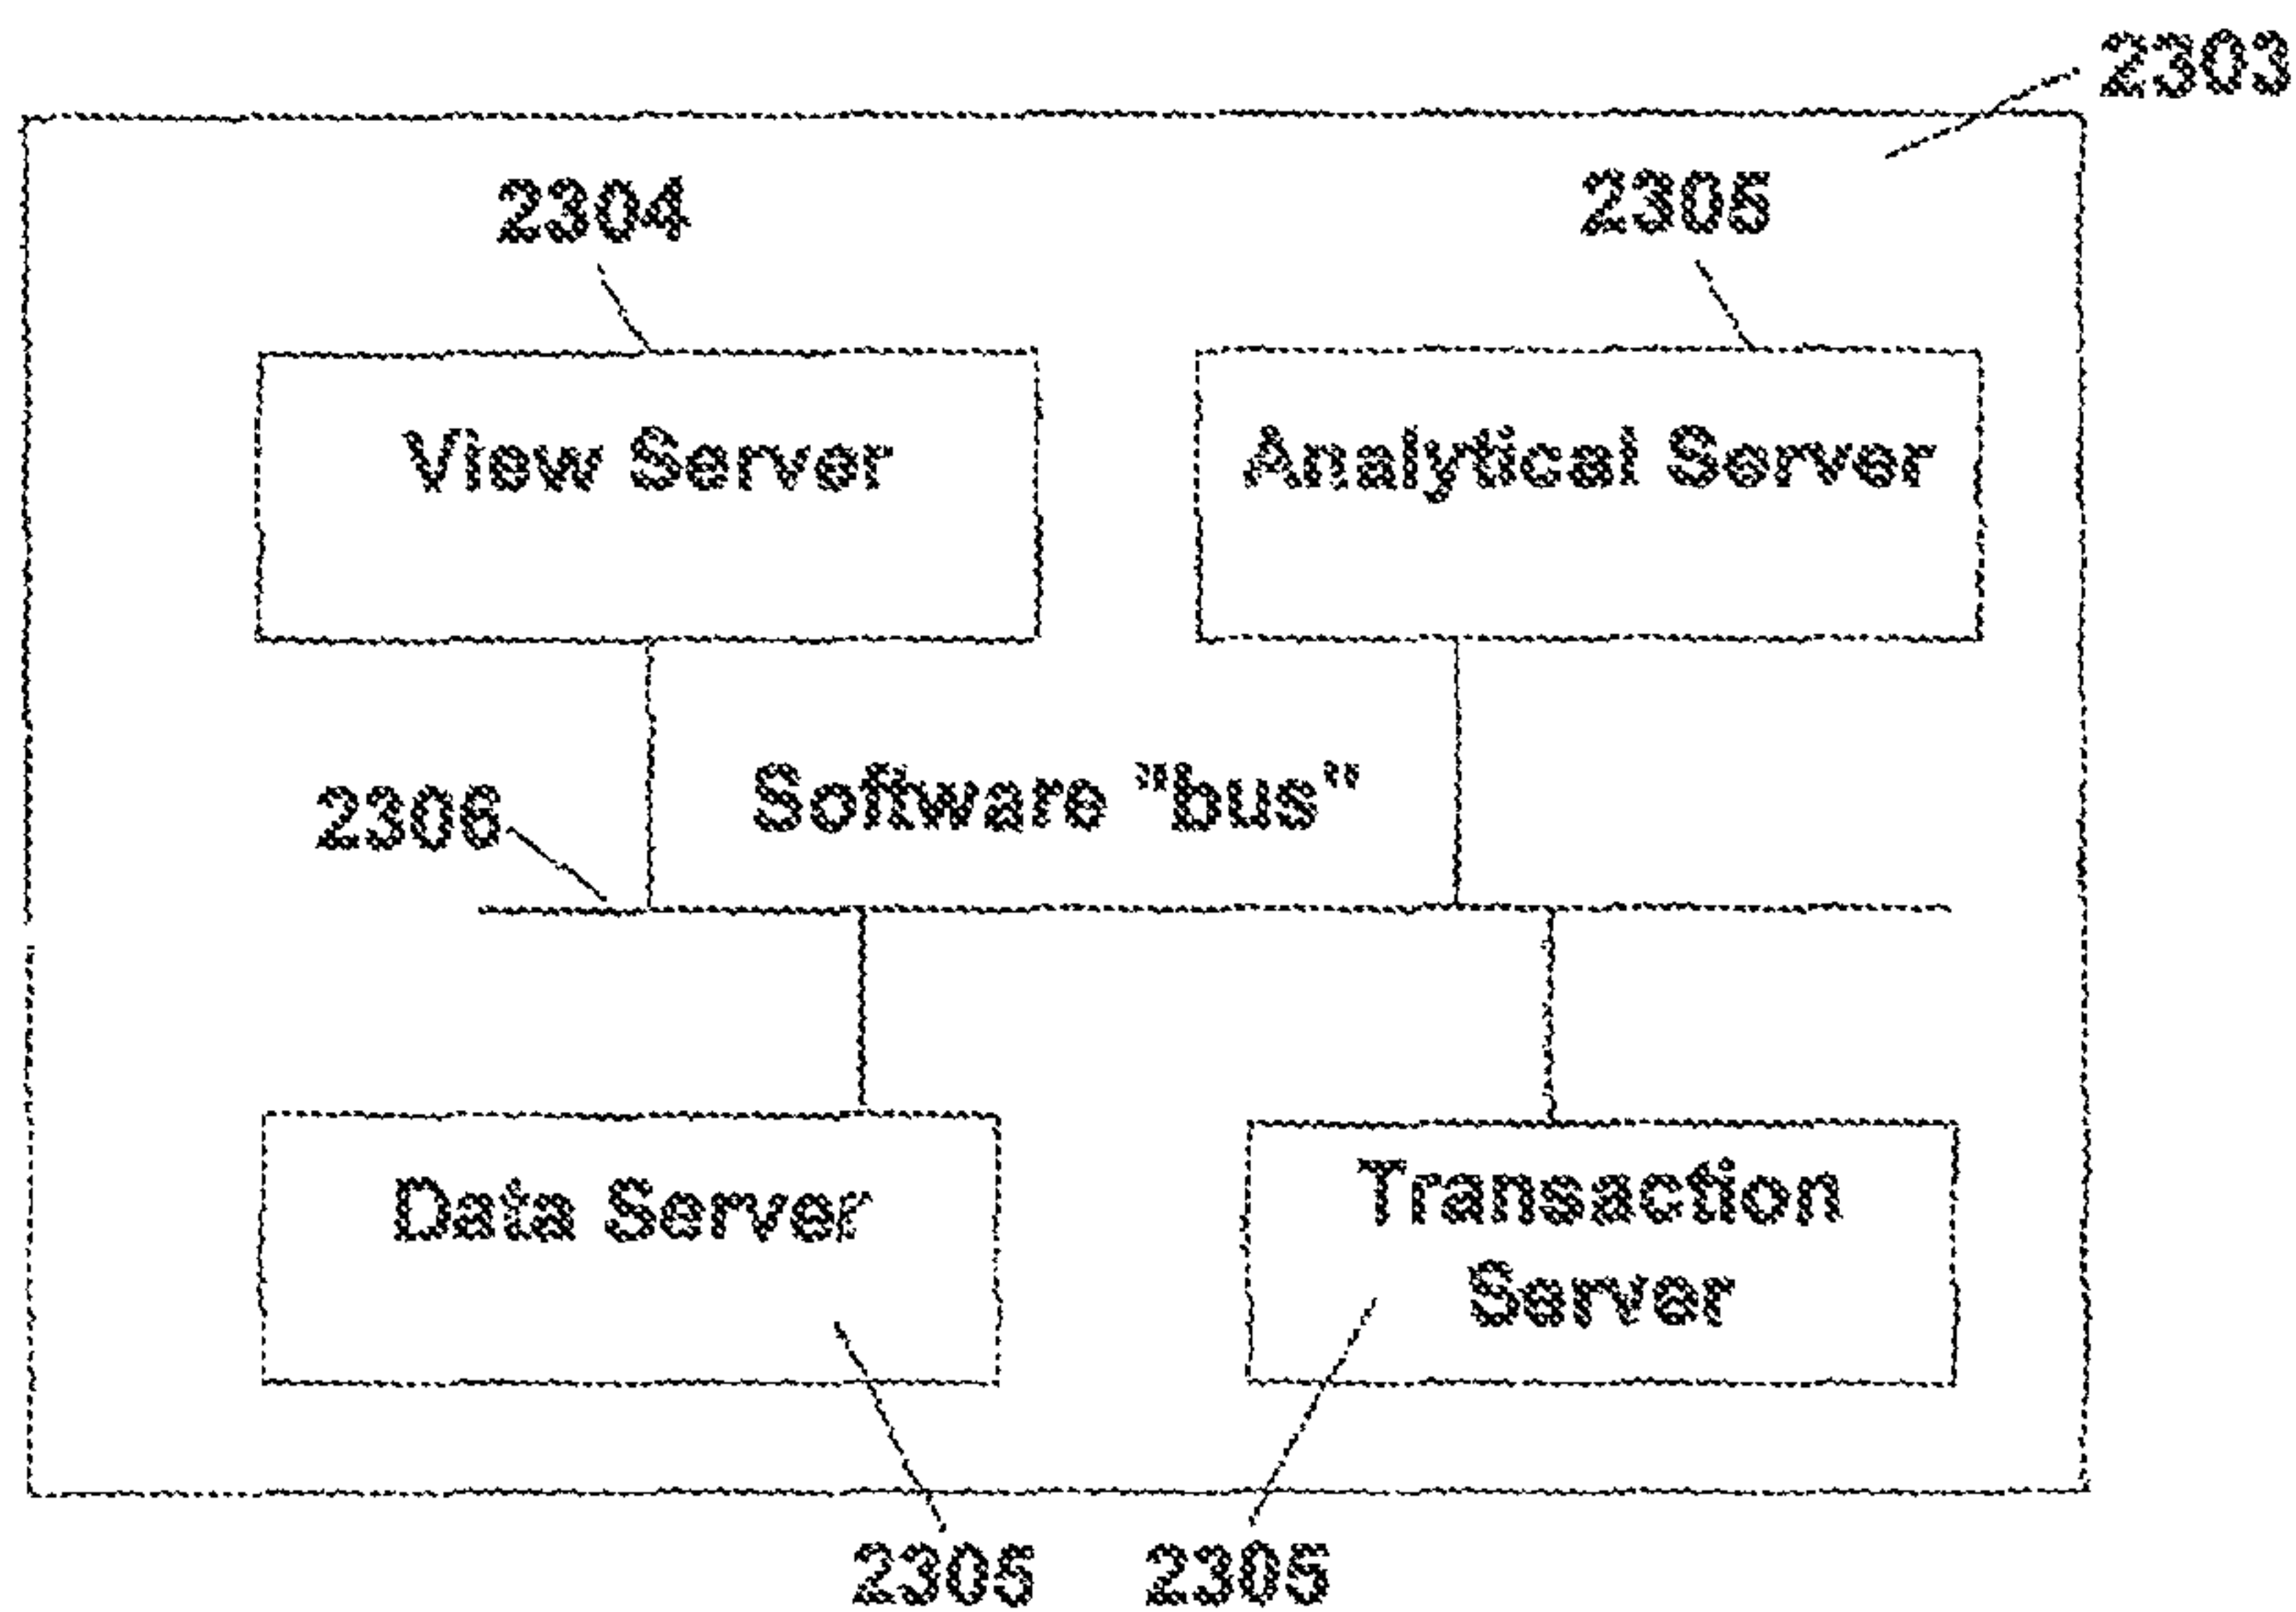 2303
2304
2305
View Server
Analytical Server
Software "bus"
2306
Data Server
Transaction
Server
2305
2305